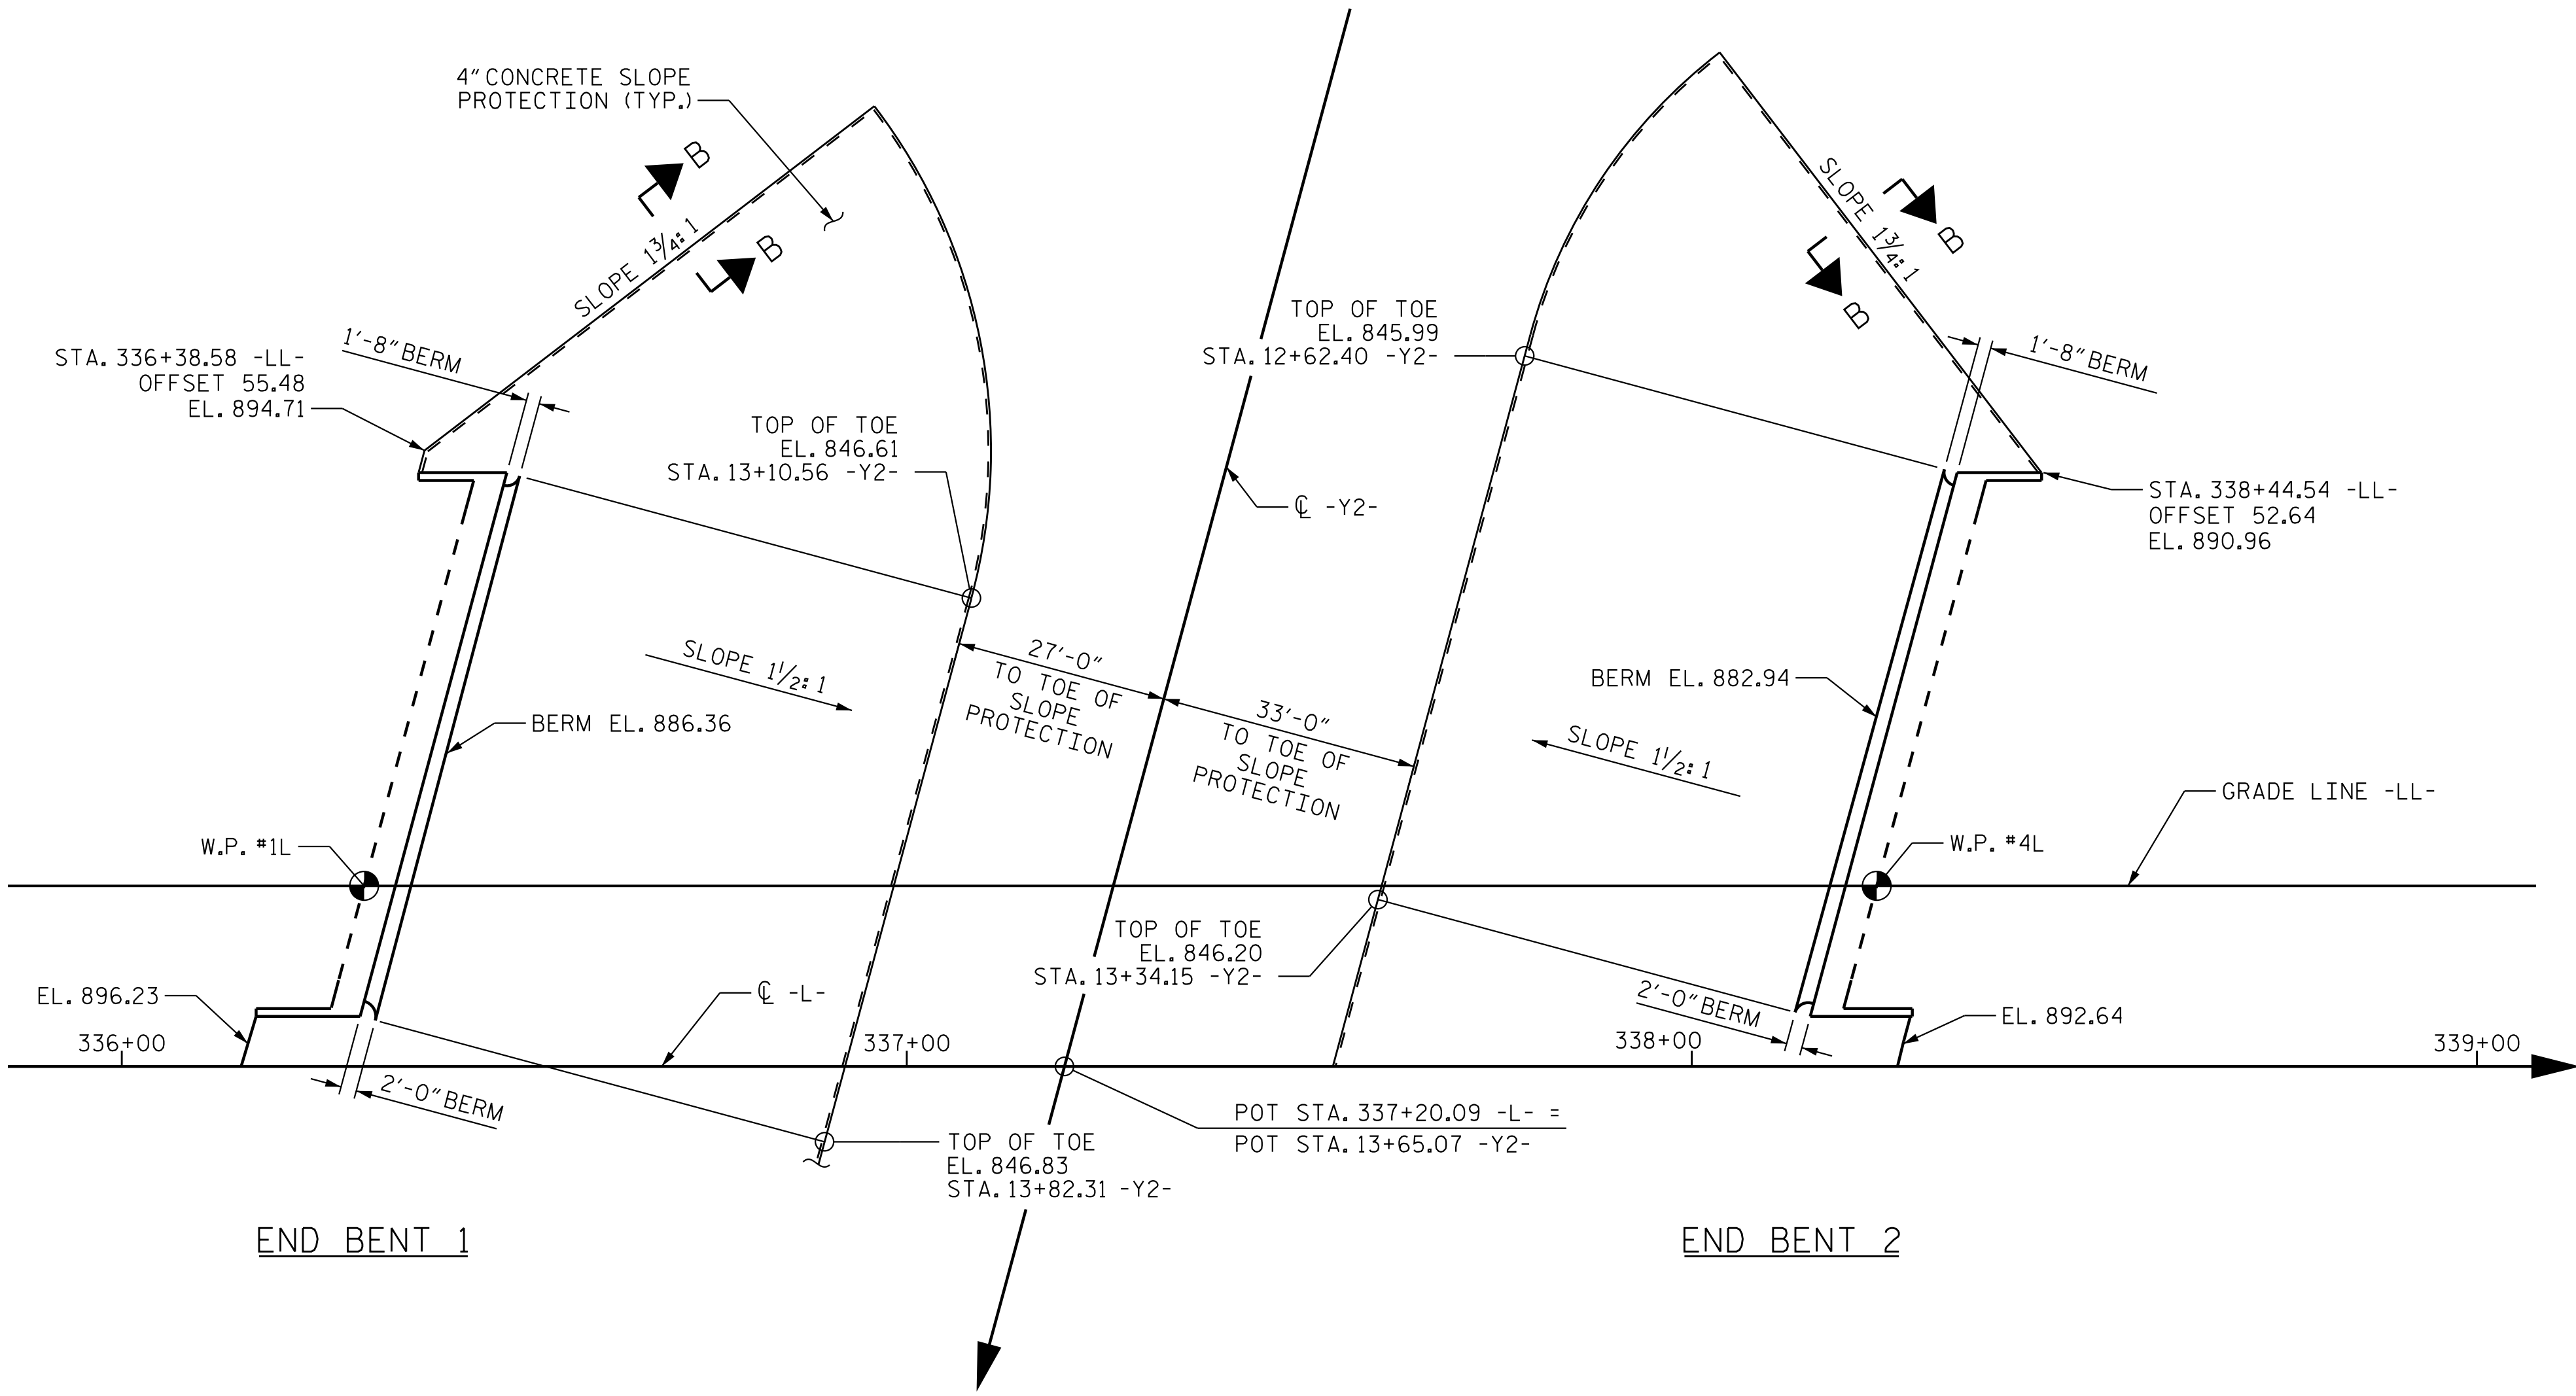 4" CONCRETE SLOPE
PROTECTION (TYP.)
B
B
SLOPE 1 3/4:1
STA. 336+38.58 -LL-
OFFSET 55.48
EL. 894.71
1'-8" BERM
TOP OF TOE
EL. 846.61
STA. 13+10.56 -Y2-
SLOPE 1 1/2:1
BERM EL. 886.36
W.P. #1L
EL. 896.23
336+00
2'-0" BERM
℄ -L-
337+00
TOP OF TOE
EL. 846.83
STA. 13+82.31 -Y2-
END BENT 1
27'-0"
TO TOE OF
SLOPE
PROTECTION
33'-0"
TO TOE OF
SLOPE
PROTECTION
℄ -Y2-
TOP OF TOE
EL. 845.99
STA. 12+62.40 -Y2-
SLOPE 1 3/4:1
B
B
1'-8" BERM
STA. 338+44.54 -LL-
OFFSET 52.64
EL. 890.96
BERM EL. 882.94
SLOPE 1 1/2:1
GRADE LINE -LL-
W.P. #4L
TOP OF TOE
EL. 846.20
STA. 13+34.15 -Y2-
2'-0" BERM
EL. 892.64
338+00
339+00
POT STA. 337+20.09 -L- =
POT STA. 13+65.07 -Y2-
END BENT 2